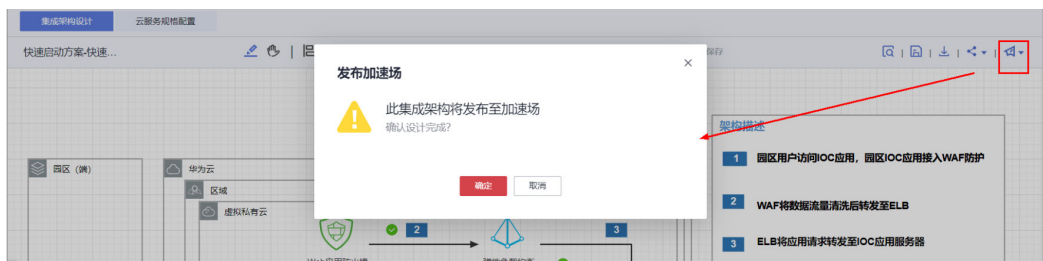 集成架构设计 云服务规格配置
快速启动方案-快速...
发布加速场
此集成架构将发布至加速场
确认设计完成?
确定 取消
园区（端）
华为云
区域
虚拟私有云
2
3
架构描述
1 园区用户访问IOC应用，园区IOC应用接入WAF防护
2 WAF将数据流量清洗后转发至ELB
3 ELB将应用请求转发至IOC应用服务器